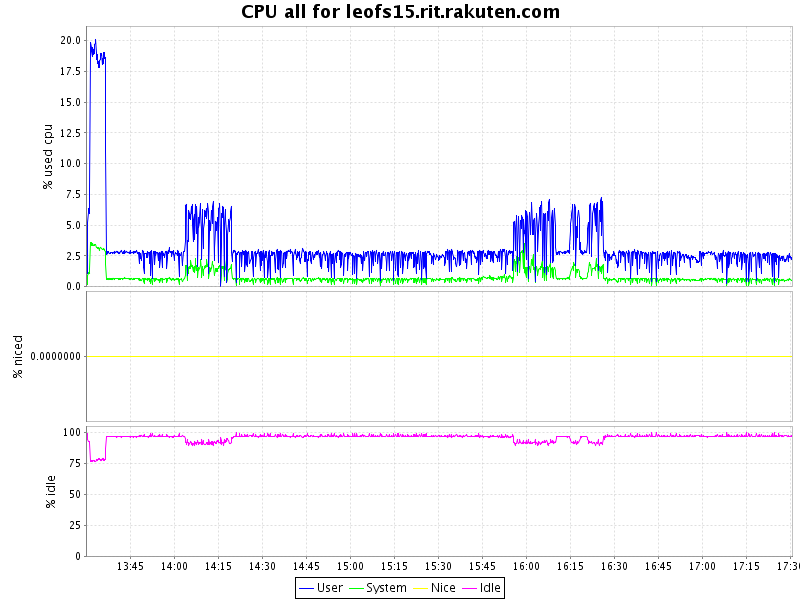 CPU all for leofs15.rit.rakuten.com
% used cpu
20.0
17.5
15.0
12.5
10.0
7.5
5.0
2.5
0.0
% niced
0.0000000
% idle
100
75
50
25
0
13:45 14:00 14:15 14:30 14:45 15:00 15:15 15:30 15:45 16:00 16:15 16:30 16:45 17:00 17:15 17:3
User System Nice Idle